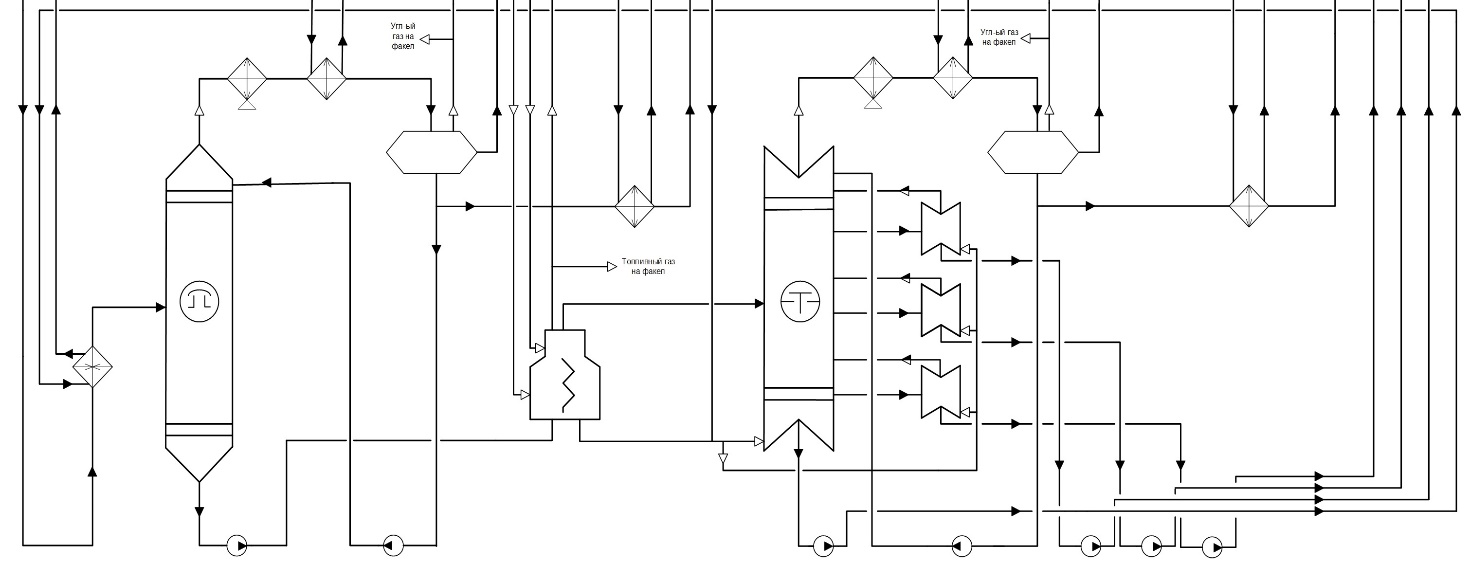 Угл-ый
газ на
факел
Угл-ый газ
на факел
Топливный газ
на факел